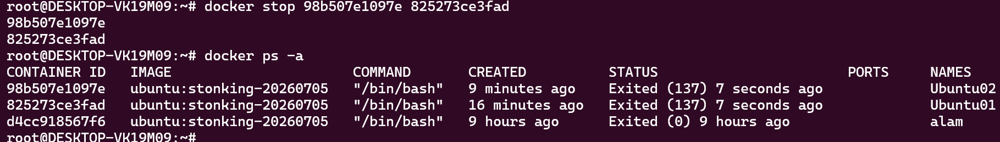 root@DESKTOP-VK19M09:~# docker stop 98b507e1097e 825273ce3fad
98b507e1097e
825273ce3fad
root@DESKTOP-VK19M09:~# docker ps -a
CONTAINER ID   IMAGE                      COMMAND       CREATED          STATUS                       PORTS     NAMES
98b507e1097e   ubuntu:stonking-20260705   "/bin/bash"   9 minutes ago    Exited (137) 7 seconds ago             Ubuntu02
825273ce3fad   ubuntu:stonking-20260705   "/bin/bash"   16 minutes ago   Exited (137) 7 seconds ago             Ubuntu01
d4cc918567f6   ubuntu:stonking-20260705   "/bin/bash"   9 hours ago      Exited (0) 9 hours ago                 alam
root@DESKTOP-VK19M09:~#